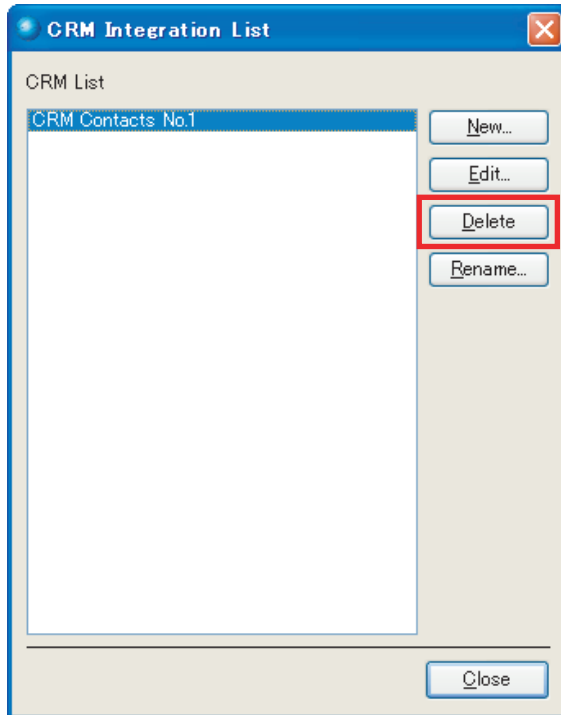 CRM Integration List
CRM List
CRM Contacts No.1
New...
Edit...
Delete
Rename...
Close